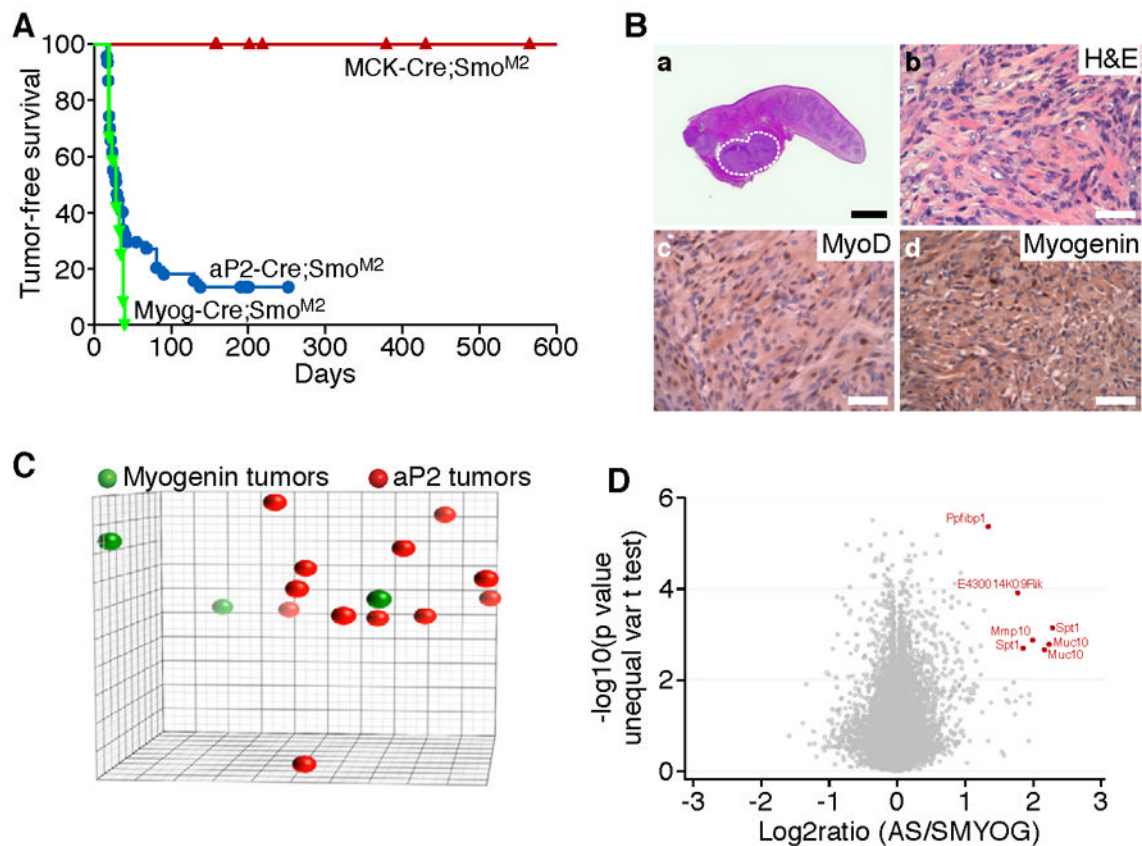 A
Tumor-free survival
100
80
60
40
20
0
0 100 200 300 400 500 600
Days
MCK-Cre;Smo^M2
aP2-Cre;Smo^M2
Myog-Cre;Smo^M2
B
a
b
H&E
c
MyoD
d
Myogenin
C
Myogenin tumors
aP2 tumors
D
-log10(p value
unequal var t test)
6
4
2
0
-3 -2 -1 0 1 2 3
Log2ratio (AS/SMYOG)
Ppfibp1
E430014K09Rik
Spt1
Mmp10
Muc10
Spt1
Muc10